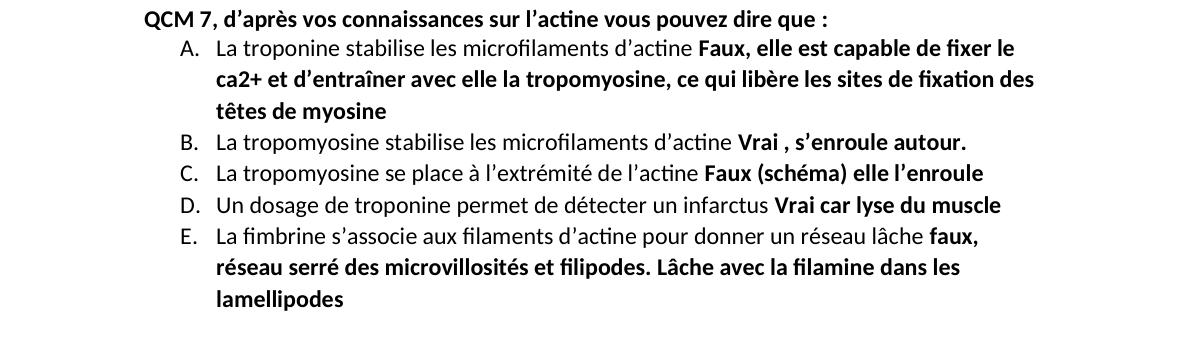 QCM 7, d’après vos connaissances sur l’actine vous pouvez dire que :
A. La troponine stabilise les microfilaments d’actine Faux, elle est capable de fixer le
ca2+ et d’entraîner avec elle la tropomyosine, ce qui libère les sites de fixation des
têtes de myosine
B. La tropomyosine stabilise les microfilaments d’actine Vrai , s’enroule autour.
C. La tropomyosine se place à l’extrémité de l’actine Faux (schéma) elle l’enroule
D. Un dosage de troponine permet de détecter un infarctus Vrai car lyse du muscle
E. La fimbrine s’associe aux filaments d’actine pour donner un réseau lâche faux,
réseau serré des microvillosités et filipodes. Lâche avec la filamine dans les
lamellipodes